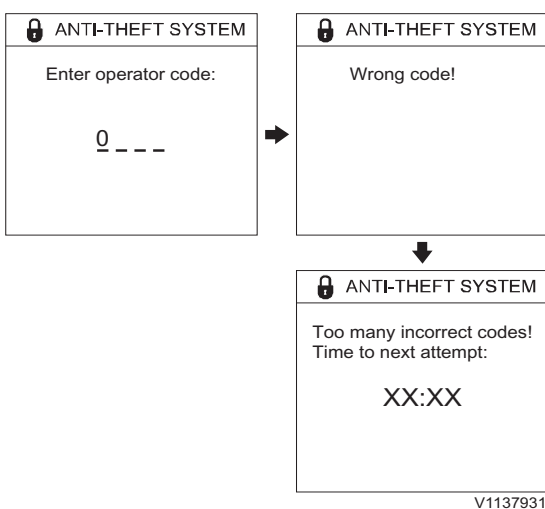 ANTI-THEFT SYSTEM
Enter operator code:
0 _ _ _
ANTI-THEFT SYSTEM
Wrong code!
ANTI-THEFT SYSTEM
Too many incorrect codes!
Time to next attempt:
XX:XX
V1137931